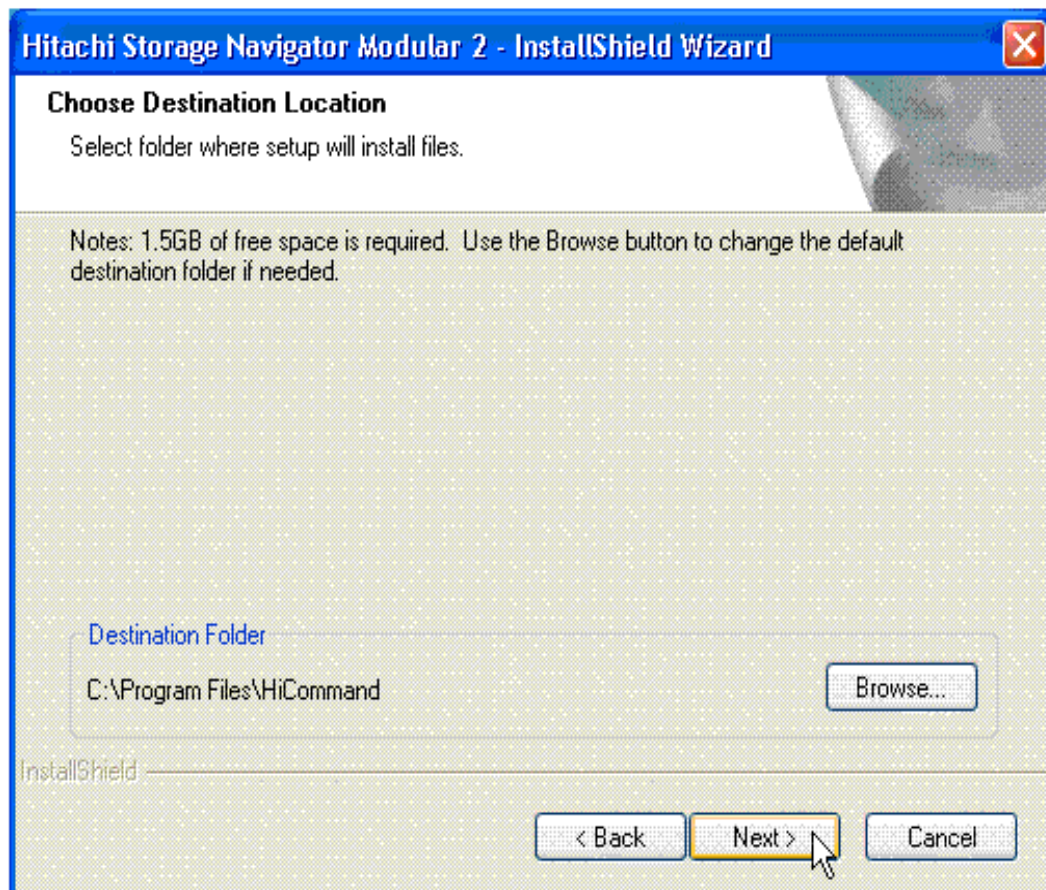 Hitachi Storage Navigator Modular 2 - InstallShield Wizard
Choose Destination Location
Select folder where setup will install files.
Notes: 1.5GB of free space is required. Use the Browse button to change the default
destination folder if needed.
Destination Folder
C:\Program Files\HiCommand
Browse...
InstallShield
< Back
Next >
Cancel